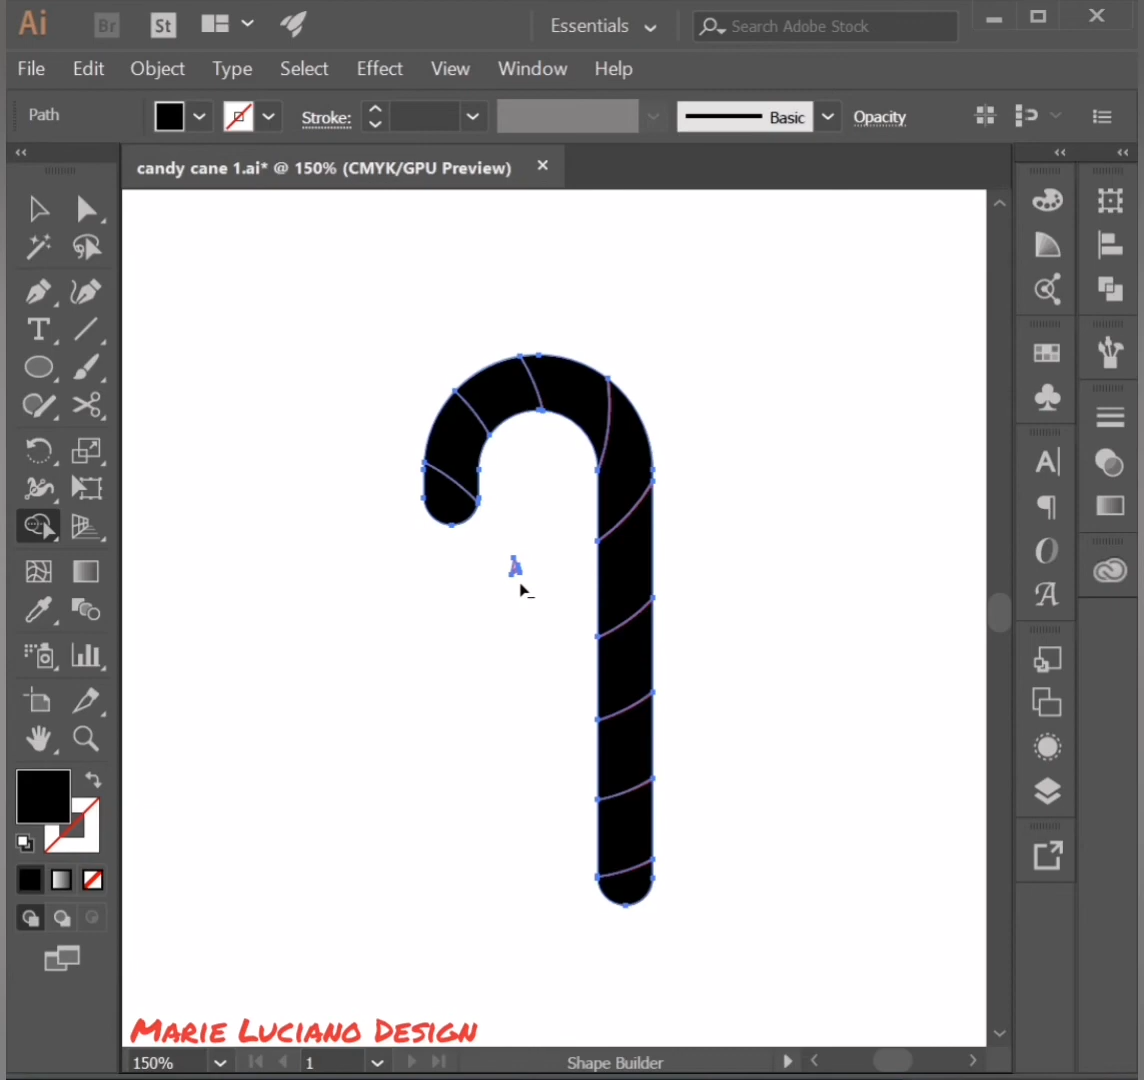 Ai Br St Essentials Search Adobe Stock
File Edit Object Type Select Effect View Window Help
Path Stroke: Basic Opacity
candy cane 1.ai* @ 150% (CMYK/GPU Preview)
MARIE LUCIANO DESIGN
150% 1 Shape Builder